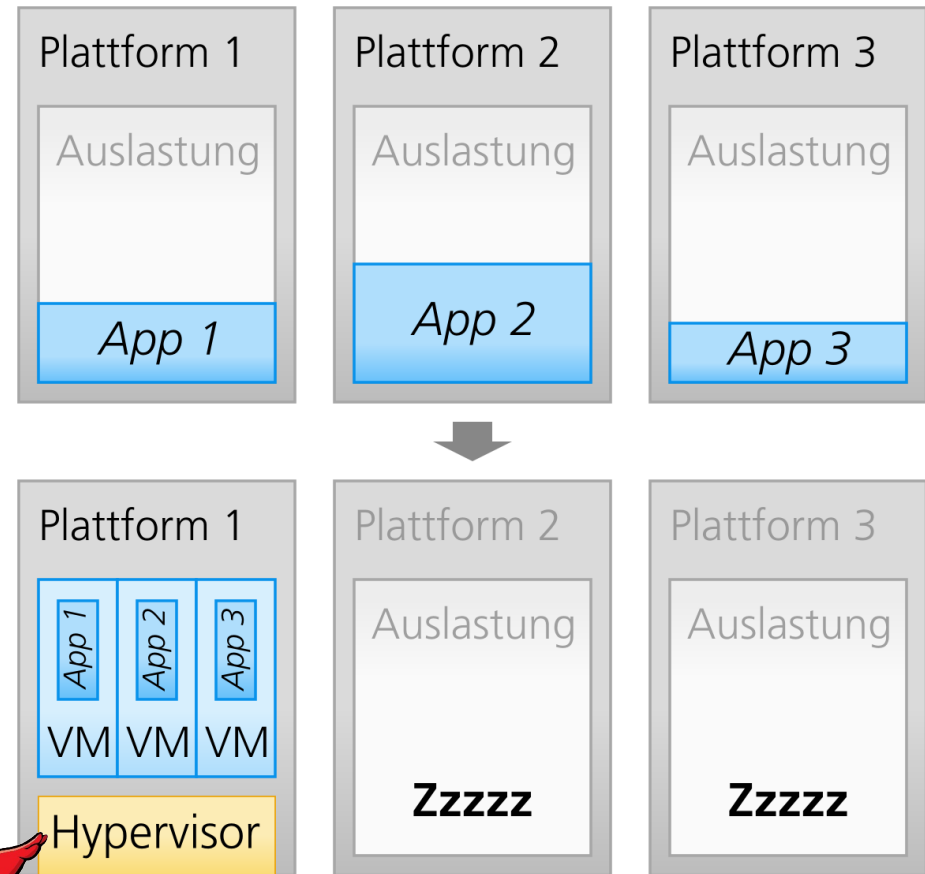 Plattform 1
Auslastung
App 1
Plattform 2
Auslastung
App 2
Plattform 3
Auslastung
App 3
Plattform 1
App 1
App 2
App 3
VM VM VM
Hypervisor
Plattform 2
Auslastung
Zzzzz
Plattform 3
Auslastung
Zzzzz